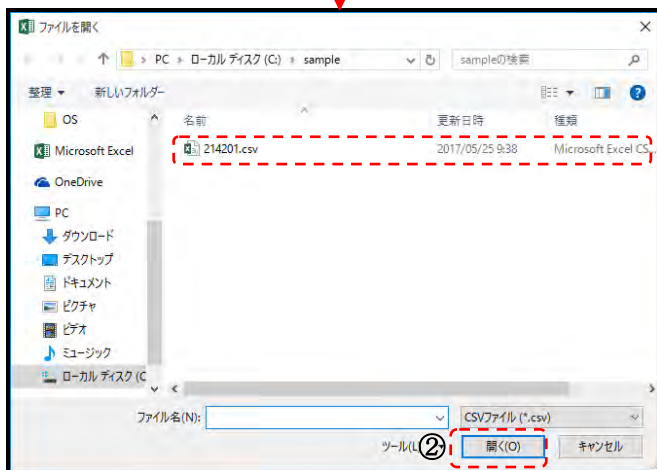 ファイルを開く
PC › ローカル ディスク (C:) › sample
sampleの検索
整理 新しいフォルダー
名前 更新日時 種類
OS
Microsoft Excel
OneDrive
PC
ダウンロード
デスクトップ
ドキュメント
ピクチャ
ビデオ
ミュージック
ローカル ディスク (C
214201.csv 2017/05/25 9:38 Microsoft Excel CS...
ファイル名(N): CSVファイル (*.csv)
ツール(L) ② 開く(O) キャンセル